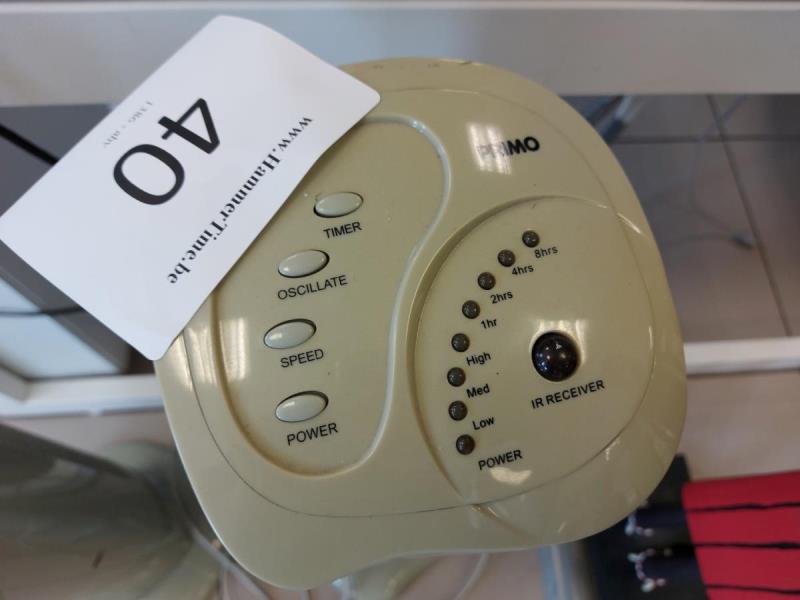 www.HammerTime.be
40
PRIMO
TIMER
OSCILLATE
SPEED
POWER
8hrs
4hrs
2hrs
1hr
High
Med
Low
POWER
IR RECEIVER